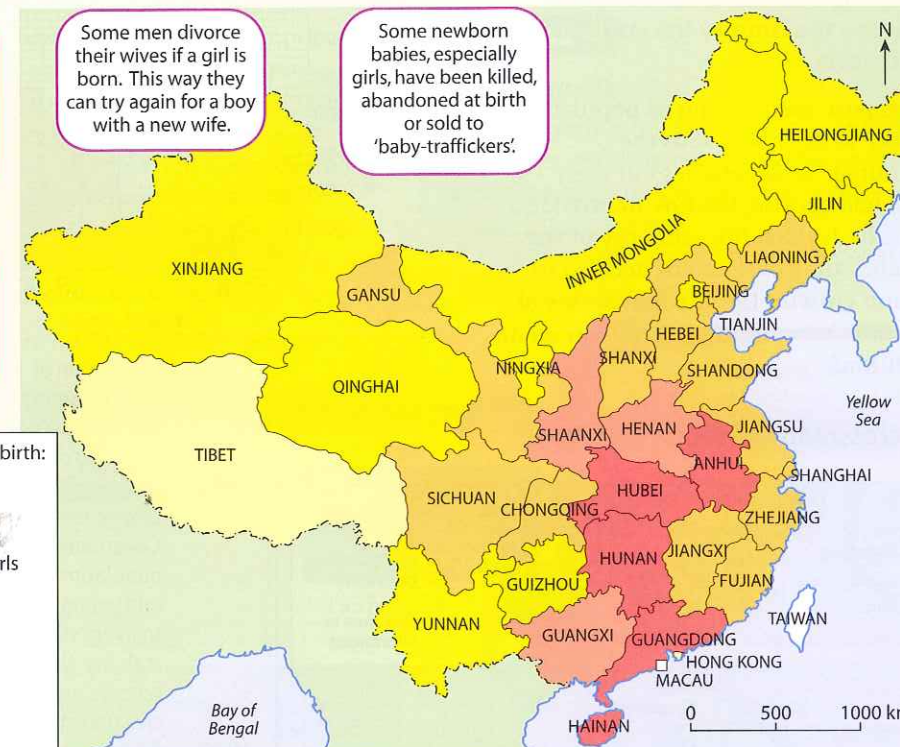 Some men divorce
their wives if a girl is
born. This way they
can try again for a boy
with a new wife.
Some newborn
babies, especially
girls, have been killed,
abandoned at birth
or sold to
'baby-traffickers'.
N
HEILONGJIANG
JILIN
LIAONING
INNER MONGOLIA
XINJIANG
GANSU
BEIJING
TIANJIN
HEBEI
SHANXI
NINGXIA
SHANDONG
QINGHAI
Yellow
Sea
birth:
TIBET
SHAANXI
HENAN
JIANGSU
ANHUI
SHANGHAI
SICHUAN
CHONGQING
HUBEI
ZHEJIANG
rls
HUNAN
JIANGXI
FUJIAN
GUIZHOU
YUNNAN
GUANGXI
GUANGDONG
TAIWAN
HONG KONG
MACAU
Bay of
Bengal
HAINAN
0 500 1000 km